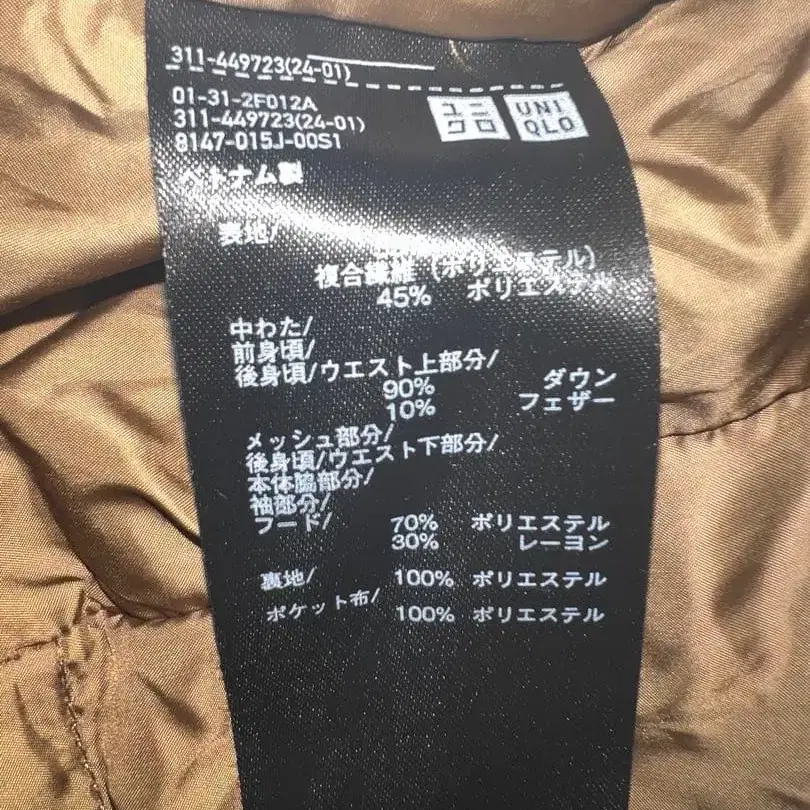 311-449723(24-01)
01-31-2F012A
311-449723(24-01)
8147-015J-00S1
ユニクロ
UNIQLO
ベトナム製
表地/
複合繊維(ポリエステル)
45% ポリエステル
中わた/
前身頃/
後身頃/ウエスト上部分/
90% ダウン
10% フェザー
メッシュ部分/
後身頃/ウエスト下部分/
本体脇部分/
袖部分/
フード/ 70% ポリエステル
30% レーヨン
裏地/ 100% ポリエステル
ポケット布/ 100% ポリエステル